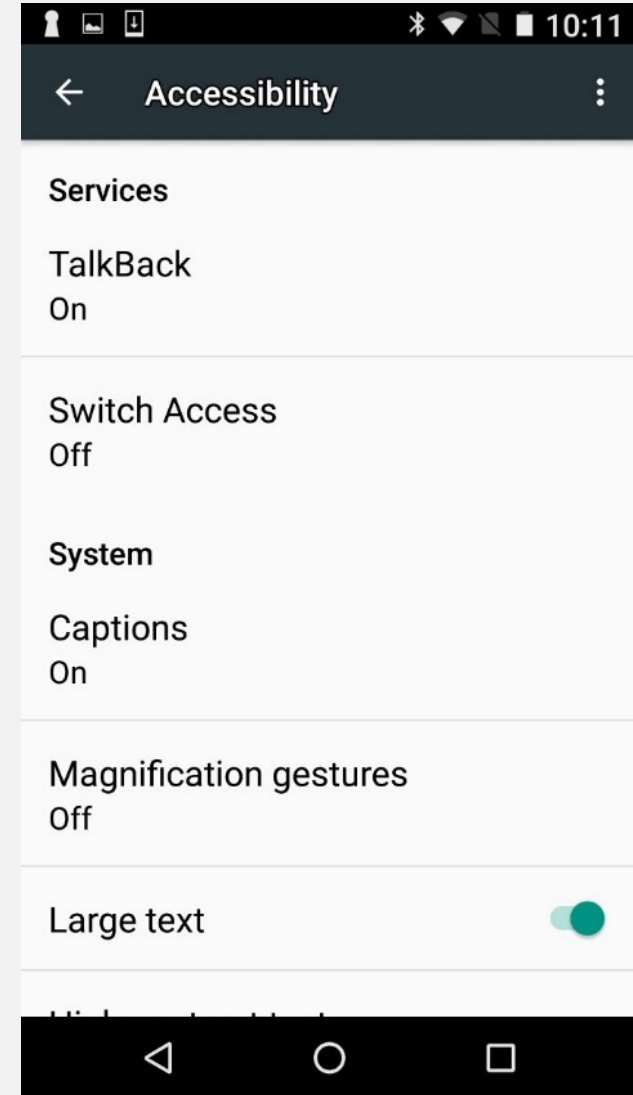 10:11
Accessibility
Services
TalkBack
On
Switch Access
Off
System
Captions
On
Magnification gestures
Off
Large text